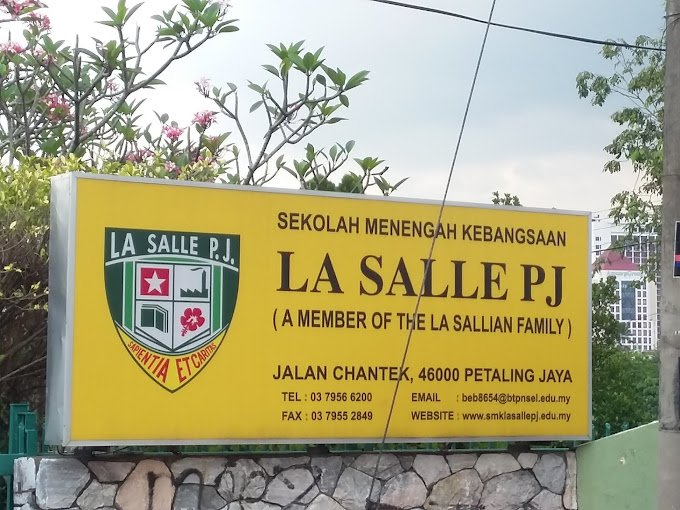 LA SALLE P.J.
SAPIENTIA ET CARITAS
SEKOLAH MENENGAH KEBANGSAAN
LA SALLE PJ
( A MEMBER OF THE LA SALLIAN FAMILY )
JALAN CHANTEK, 46000 PETALING JAYA
TEL : 03 7956 6200 EMAIL : beb8654@btpnsel.edu.my
FAX : 03 7955 2849 WEBSITE : www.smklasallepj.edu.my